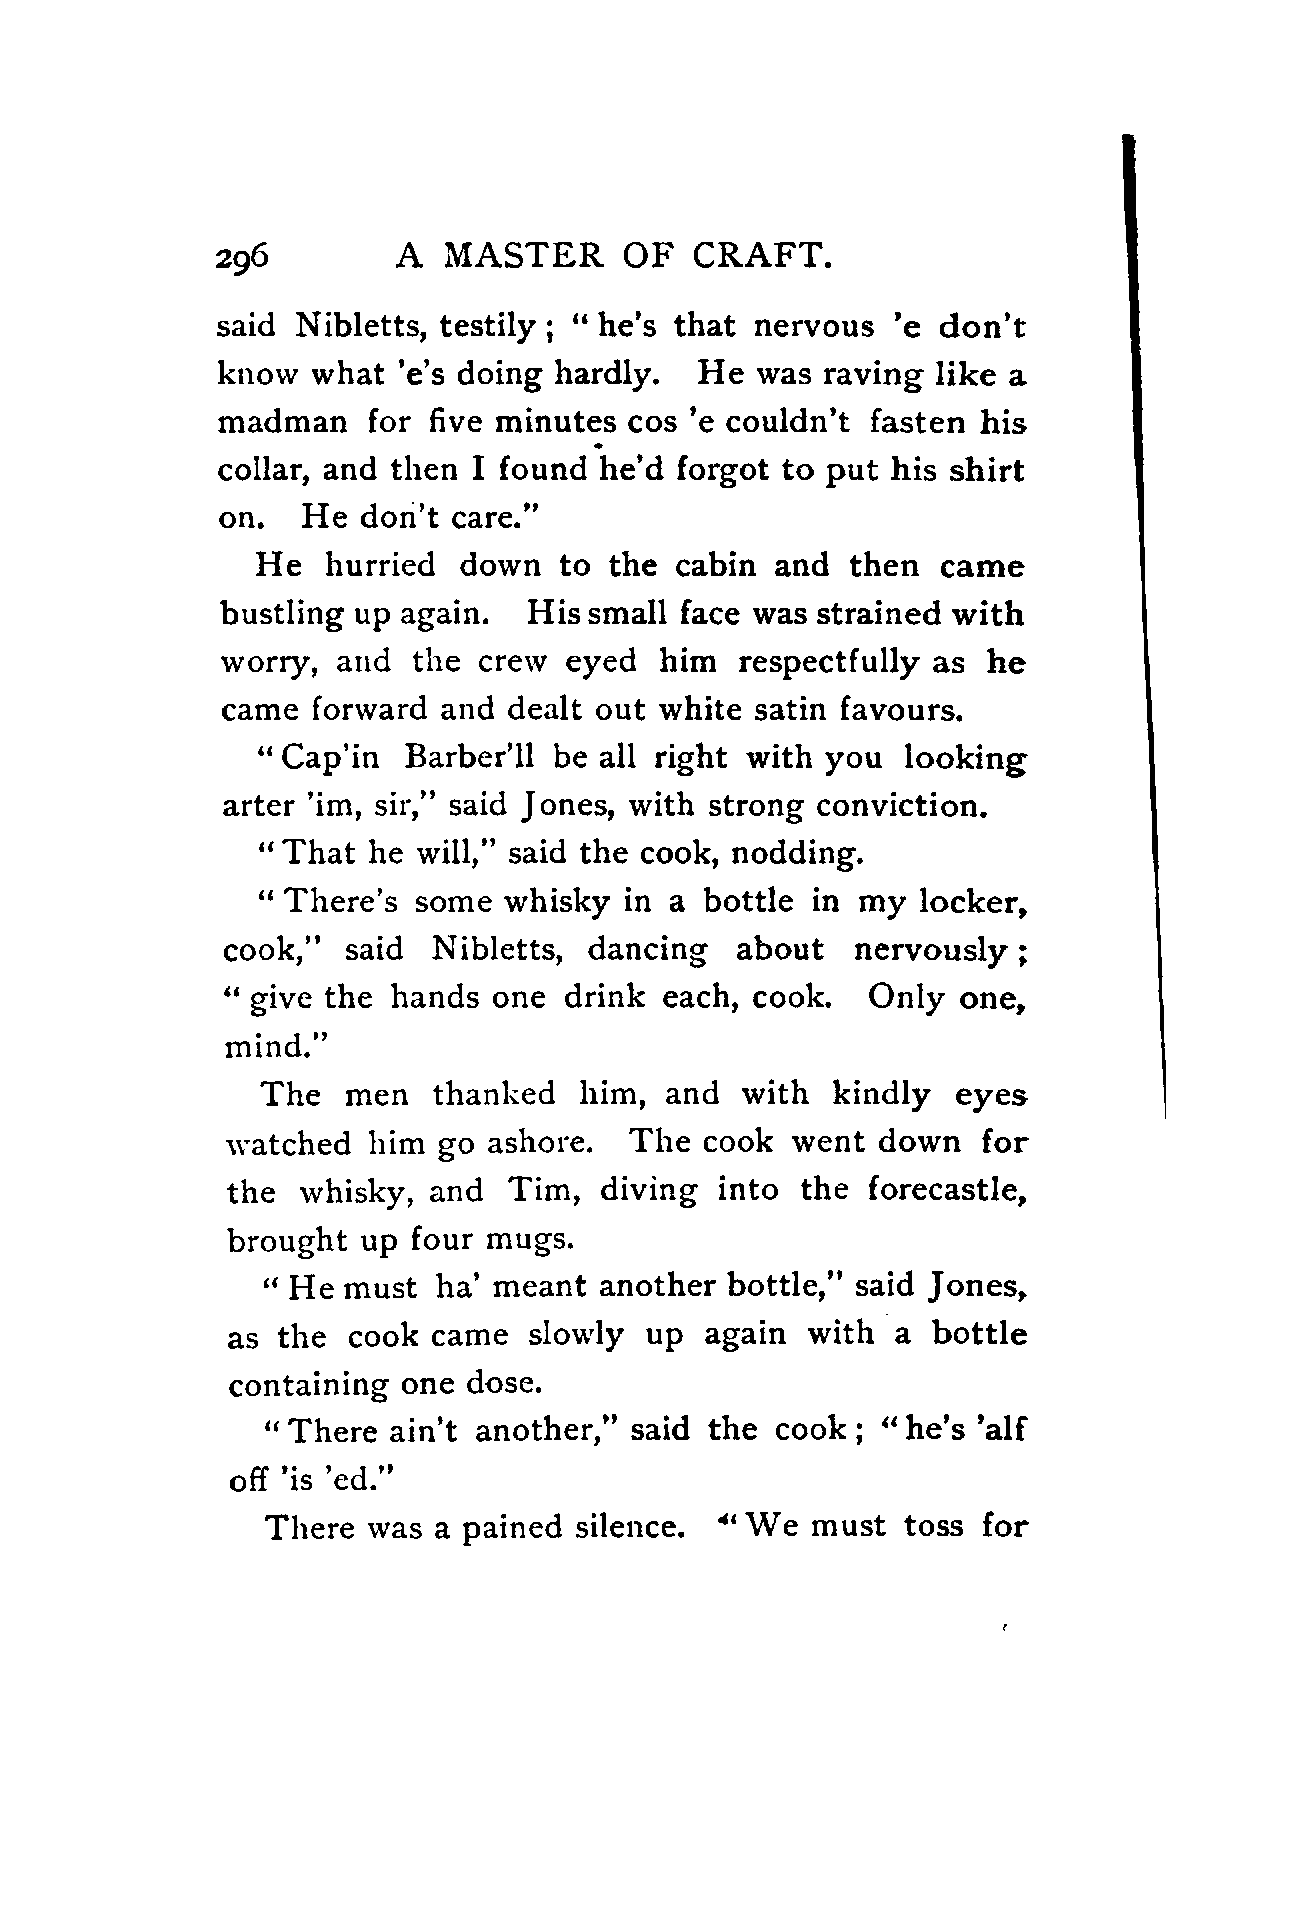 296 A MASTER OF CRAFT.
said Nibletts, testily ; “ he's that nervous 'e don't
know what 'e's doing hardly. He was raving like a
madman for five minutes cos 'e couldn't fasten his
collar, and then I found he'd forgot to put his shirt
on. He don't care.”
He hurried down to the cabin and then came
bustling up again. His small face was strained with
worry, and the crew eyed him respectfully as he
came forward and dealt out white satin favours.
“ Cap'in Barber'll be all right with you looking
arter 'im, sir,” said Jones, with strong conviction.
“ That he will,” said the cook, nodding.
“ There's some whisky in a bottle in my locker,
cook,” said Nibletts, dancing about nervously ;
“ give the hands one drink each, cook. Only one,
mind.”
The men thanked him, and with kindly eyes
watched him go ashore. The cook went down for
the whisky, and Tim, diving into the forecastle,
brought up four mugs.
“ He must ha' meant another bottle,” said Jones,
as the cook came slowly up again with a bottle
containing one dose.
“ There ain't another,” said the cook ; “ he's 'alf
off 'is 'ed.”
There was a pained silence. “ We must toss for